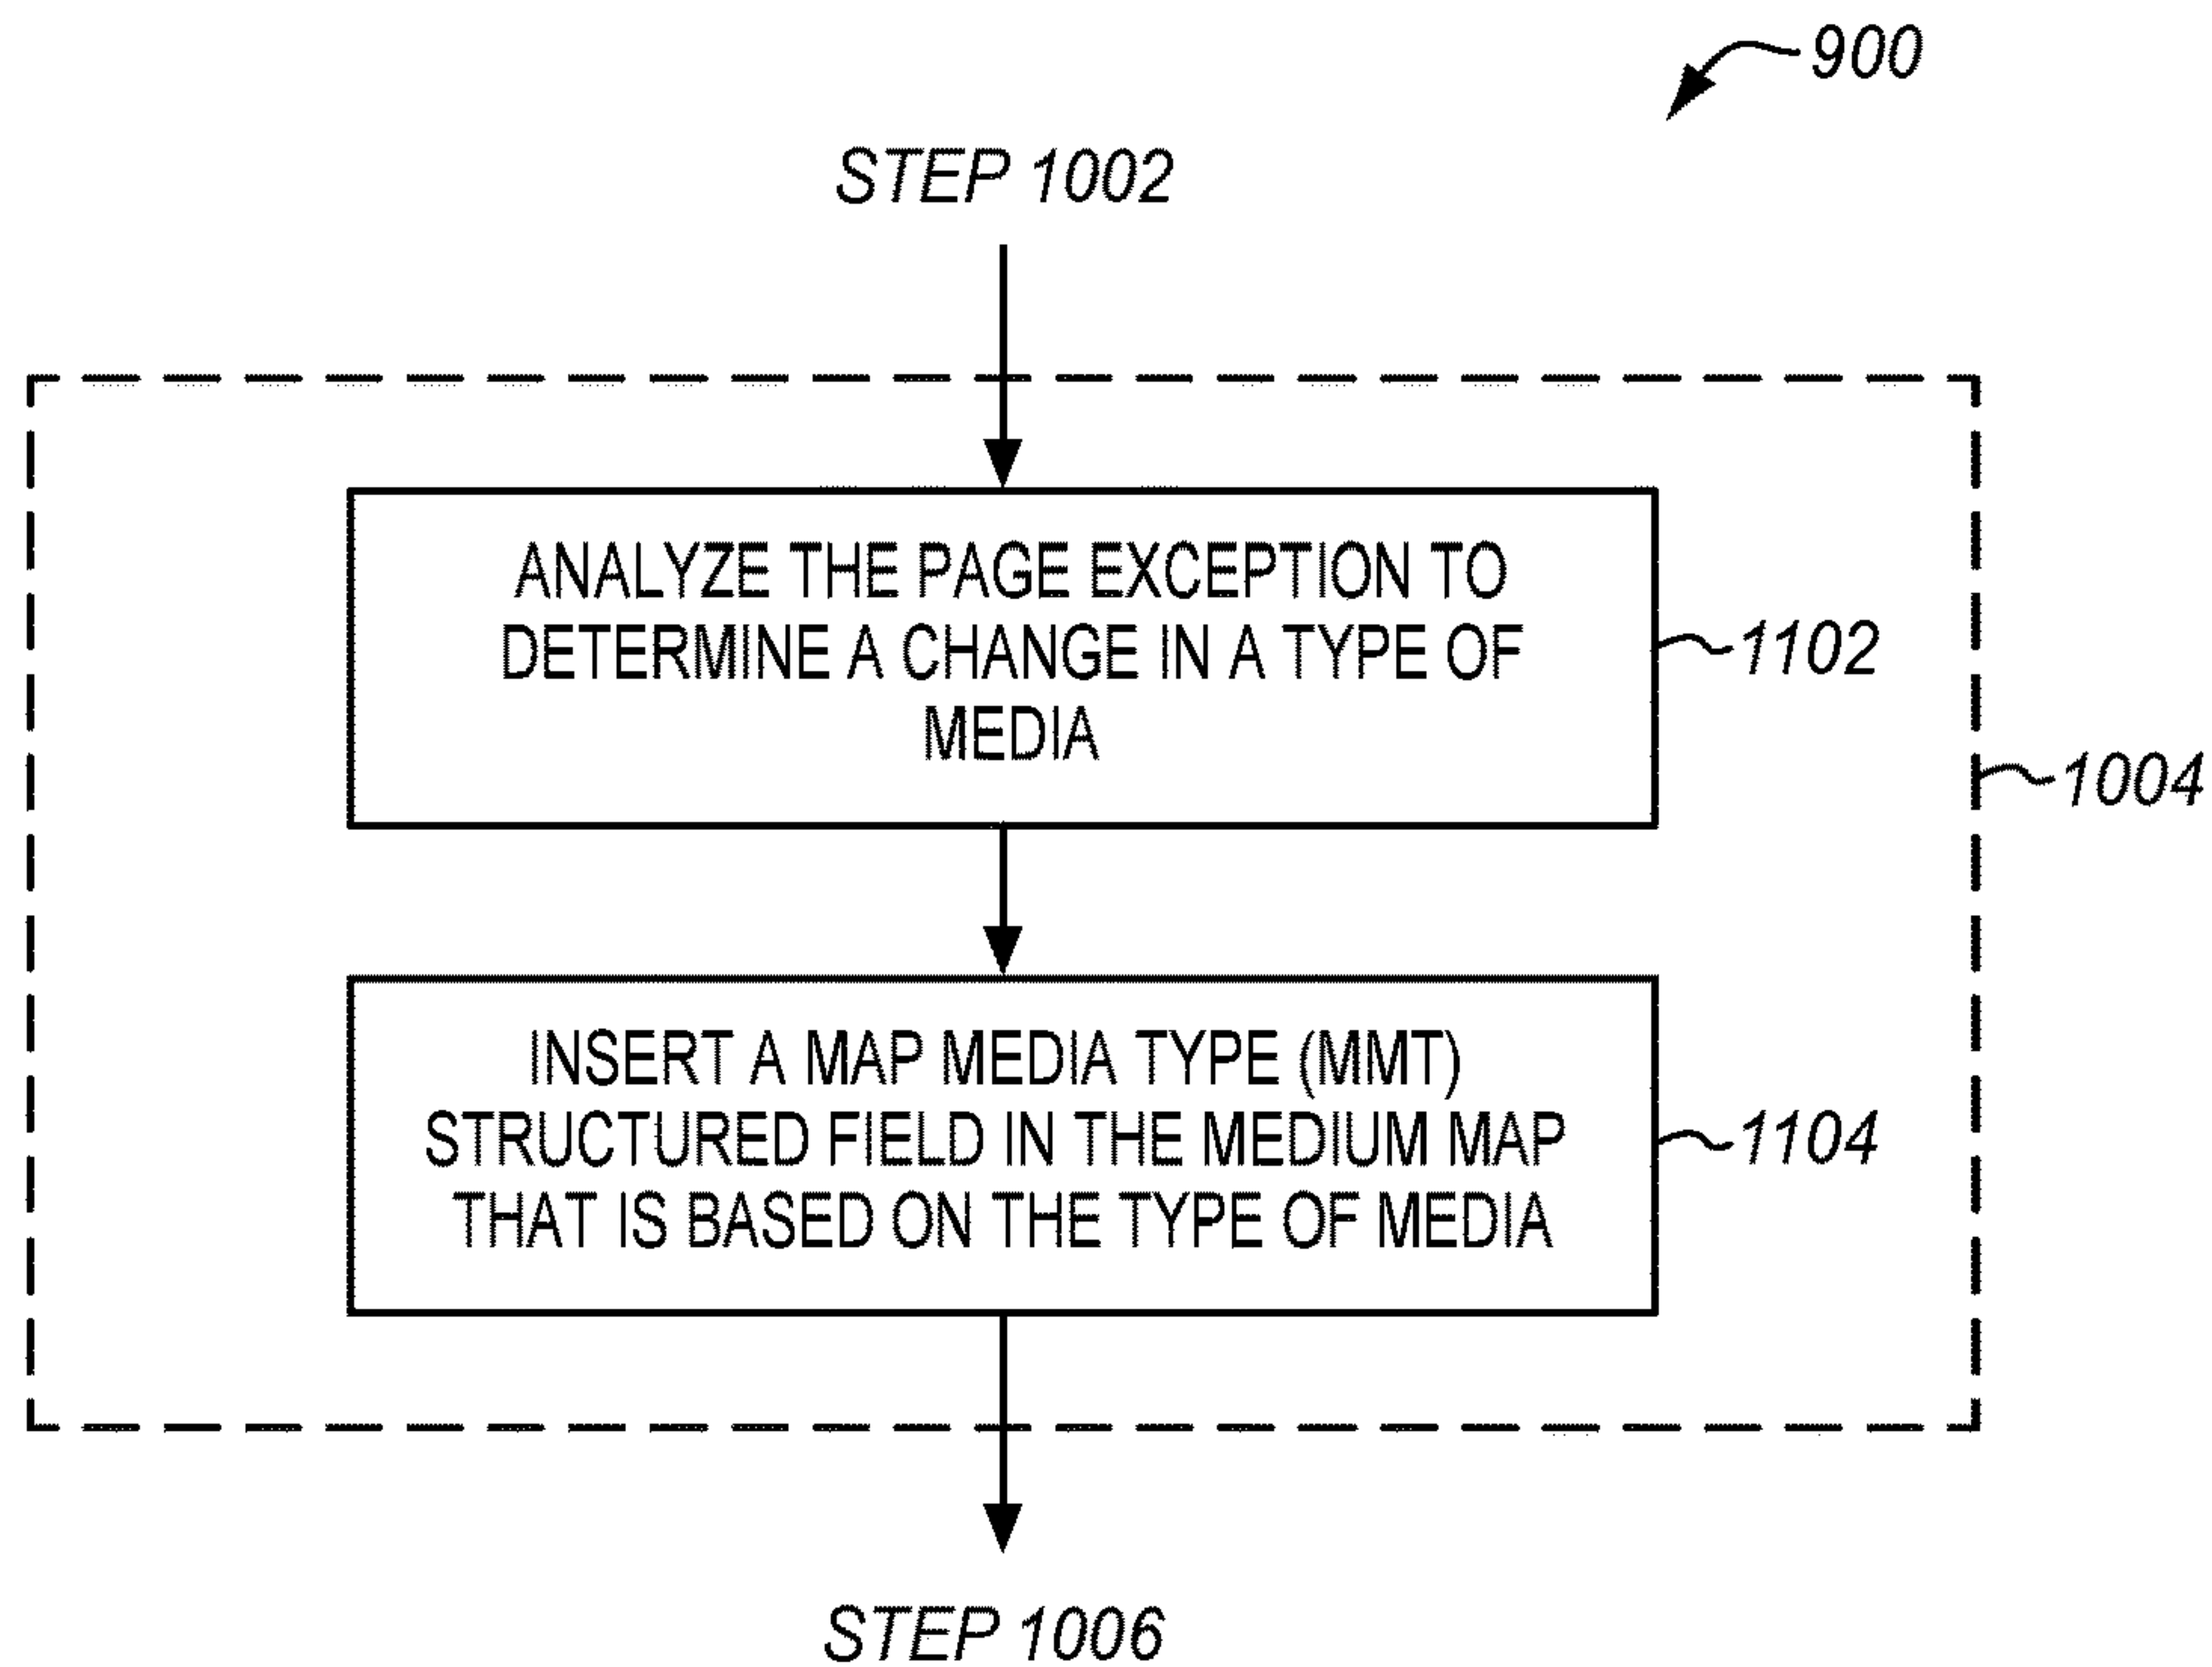 900
STEP 1002
ANALYZE THE PAGE EXCEPTION TO
DETERMINE A CHANGE IN A TYPE OF
MEDIA
1102
1004
INSERT A MAP MEDIA TYPE (MMT)
STRUCTURED FIELD IN THE MEDIUM MAP
THAT IS BASED ON THE TYPE OF MEDIA
1104
STEP 1006